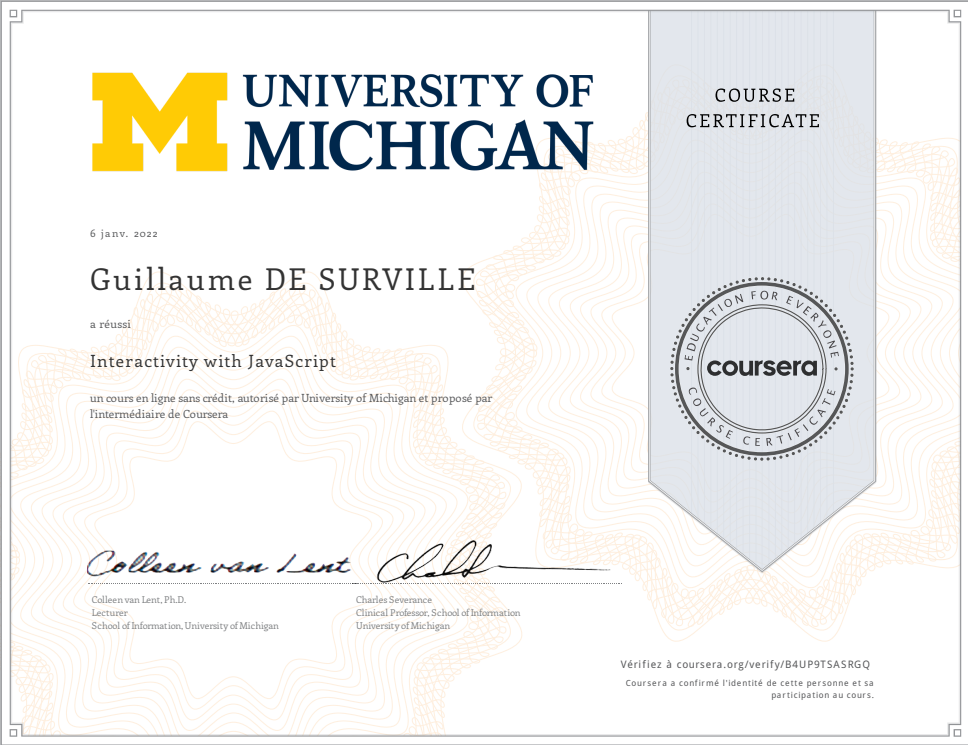 UNIVERSITY OF
MICHIGAN
COURSE
CERTIFICATE
6 janv. 2022
Guillaume DE SURVILLE
a réussi
Interactivity with JavaScript
un cours en ligne sans crédit, autorisé par University of Michigan et proposé par
l'intermédiaire de Coursera
EDUCATION FOR EVERYONE
coursera
COURSE CERTIFICATE
Colleen van Lent
Colleen van Lent, Ph.D.
Lecturer
School of Information, University of Michigan
Charles Severance
Clinical Professor, School of Information
University of Michigan
Vérifiez à coursera.org/verify/B4UP9TSASRGQ
Coursera a confirmé l'identité de cette personne et sa
participation au cours.